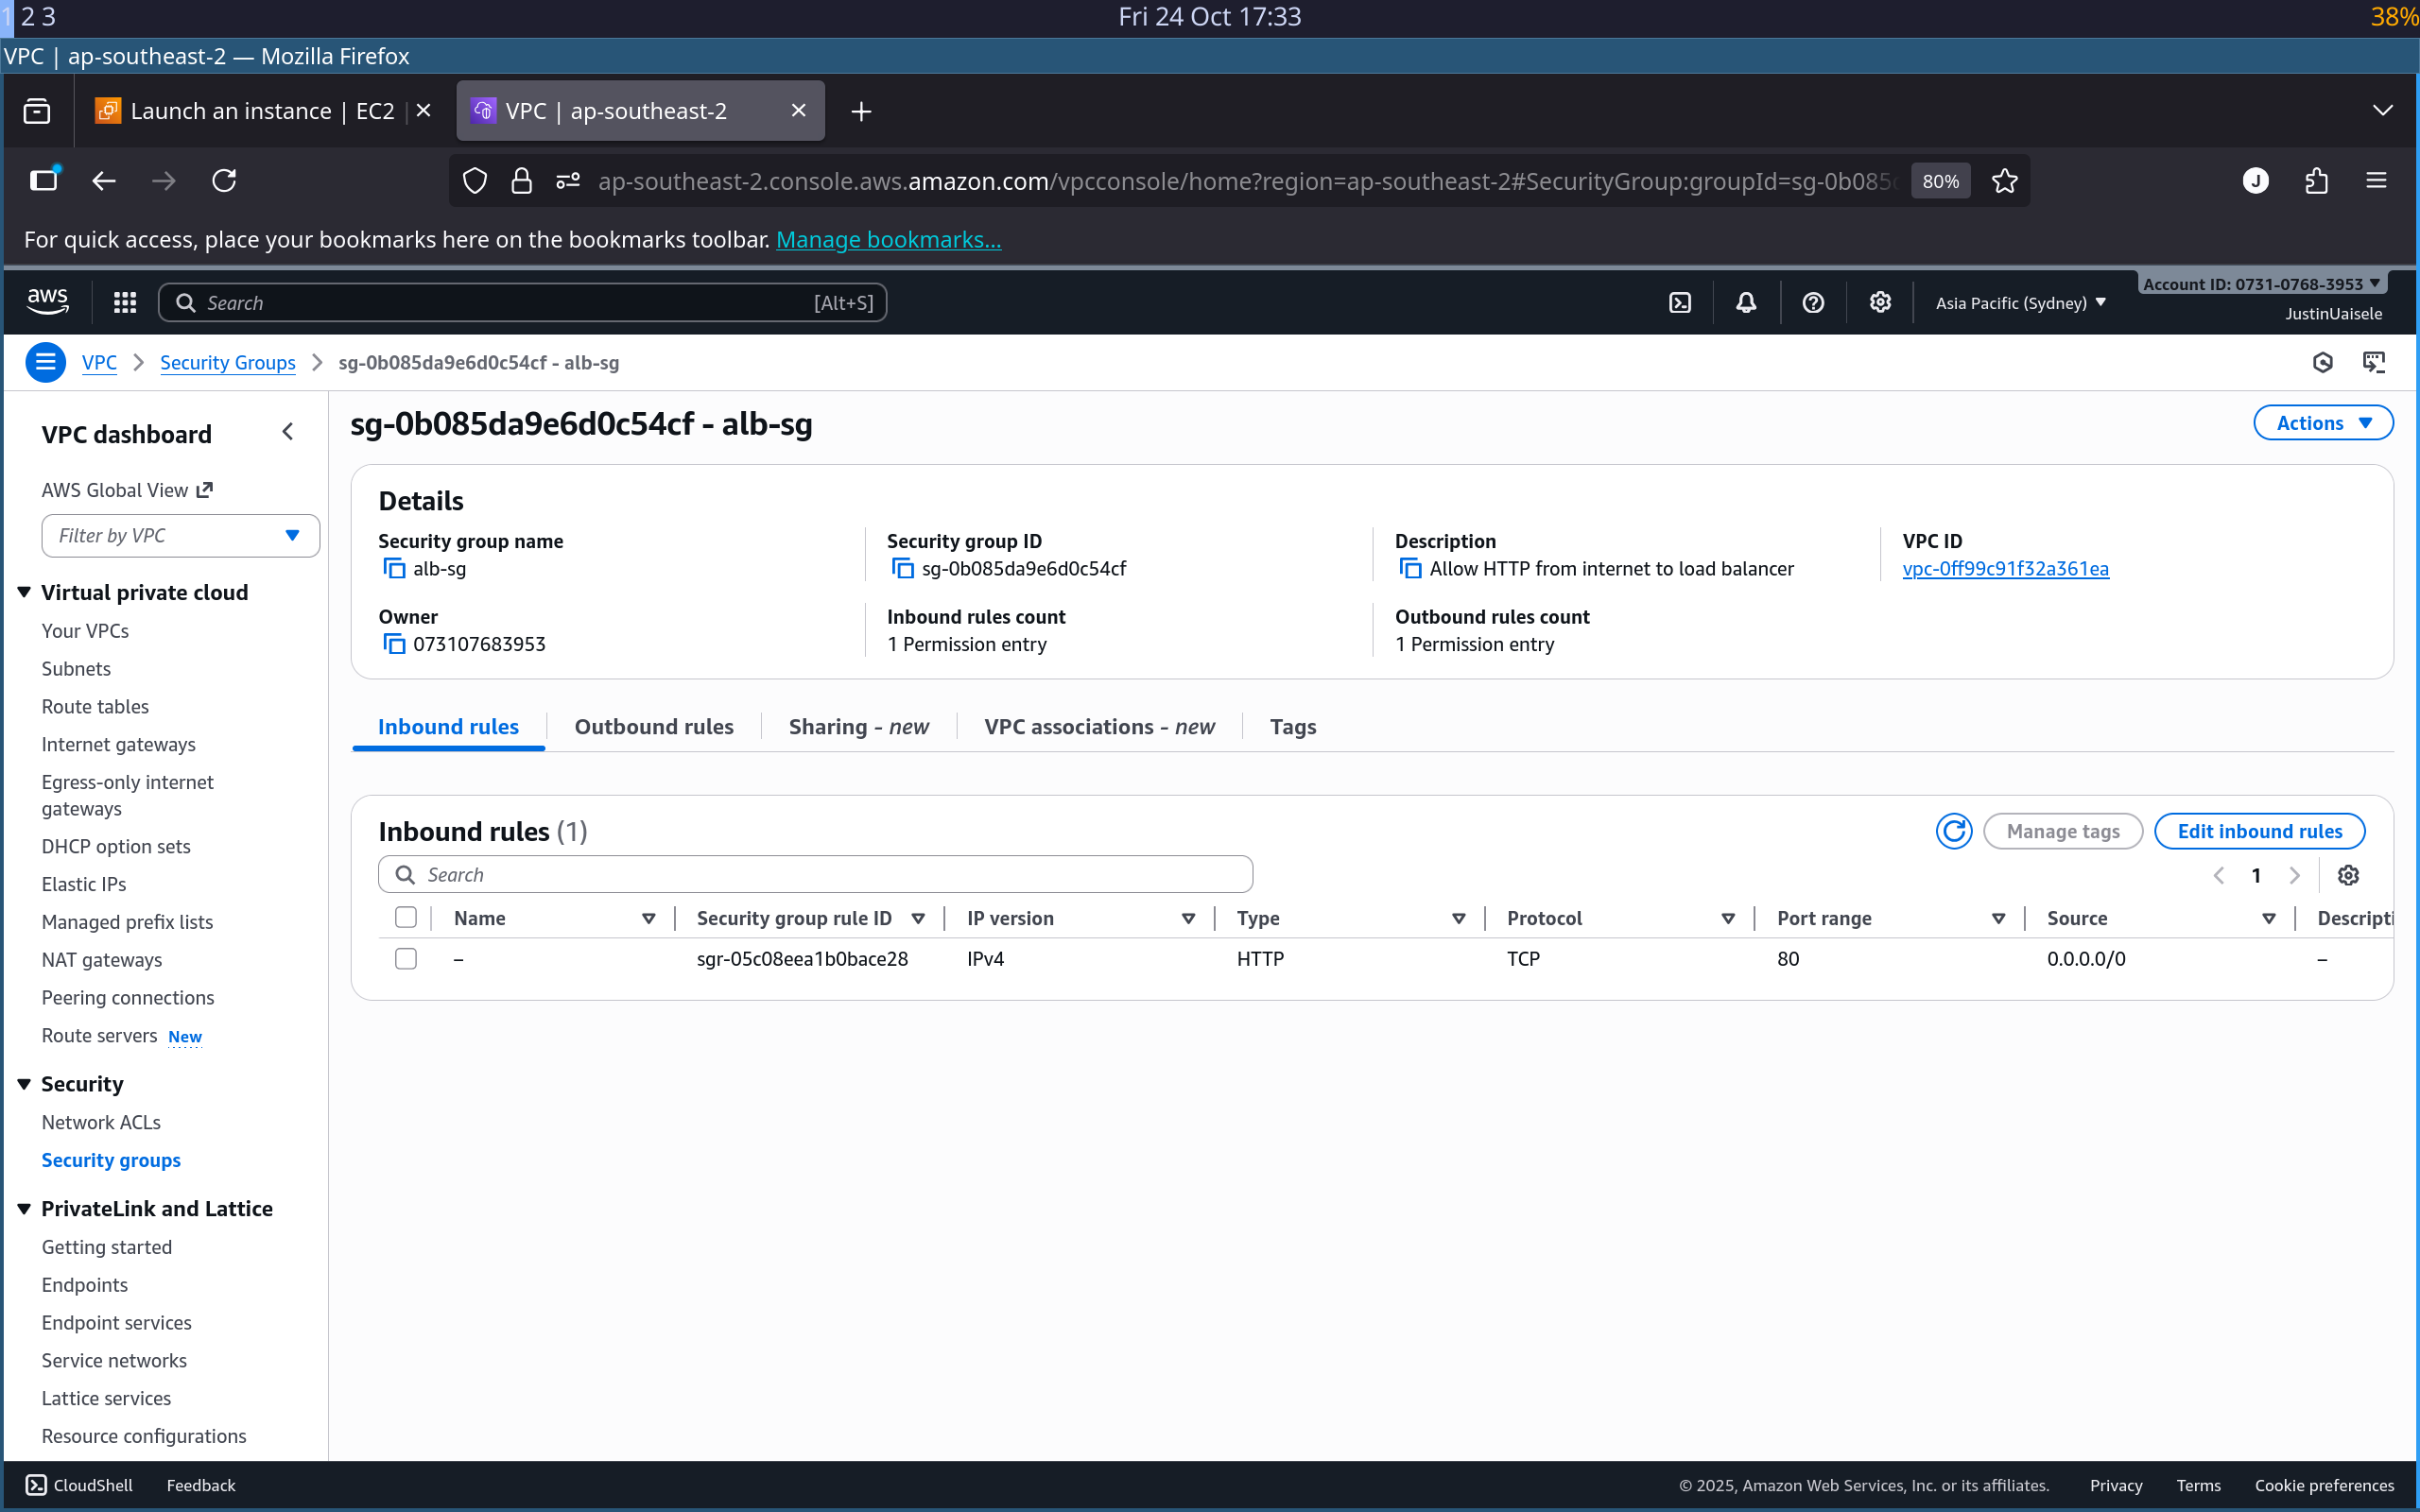 1 2 3
Fri 24 Oct 17:33
38%
VPC | ap-southeast-2 — Mozilla Firefox
Launch an instance | EC2 |
VPC | ap-southeast-2
ap-southeast-2.console.aws.amazon.com/vpcconsole/home?region=ap-southeast-2#SecurityGroup:groupId=sg-0b085
80%
J
For quick access, place your bookmarks here on the bookmarks toolbar. Manage bookmarks...
aws
Search
[Alt+S]
Asia Pacific (Sydney)
Account ID: 0731-0768-3953
JustinUaisele
VPC
Security Groups
sg-0b085da9e6d0c54cf - alb-sg
VPC dashboard
AWS Global View
Filter by VPC
Virtual private cloud
Your VPCs
Subnets
Route tables
Internet gateways
Egress-only internet
gateways
DHCP option sets
Elastic IPs
Managed prefix lists
NAT gateways
Peering connections
Route servers New
Security
Network ACLs
Security groups
PrivateLink and Lattice
Getting started
Endpoints
Endpoint services
Service networks
Lattice services
Resource configurations
sg-0b085da9e6d0c54cf - alb-sg
Actions
Details
Security group name
alb-sg
Security group ID
sg-0b085da9e6d0c54cf
Description
Allow HTTP from internet to load balancer
VPC ID
vpc-0ff99c91f32a361ea
Owner
073107683953
Inbound rules count
1 Permission entry
Outbound rules count
1 Permission entry
Inbound rules
Outbound rules
Sharing - new
VPC associations - new
Tags
Inbound rules (1)
Manage tags
Edit inbound rules
Search
1
Name Security group rule ID IP version Type Protocol Port range Source Descripti
– sgr-05c08eea1b0bace28 IPv4 HTTP TCP 80 0.0.0.0/0 –
CloudShell
Feedback
© 2025, Amazon Web Services, Inc. or its affiliates.
Privacy
Terms
Cookie preferences